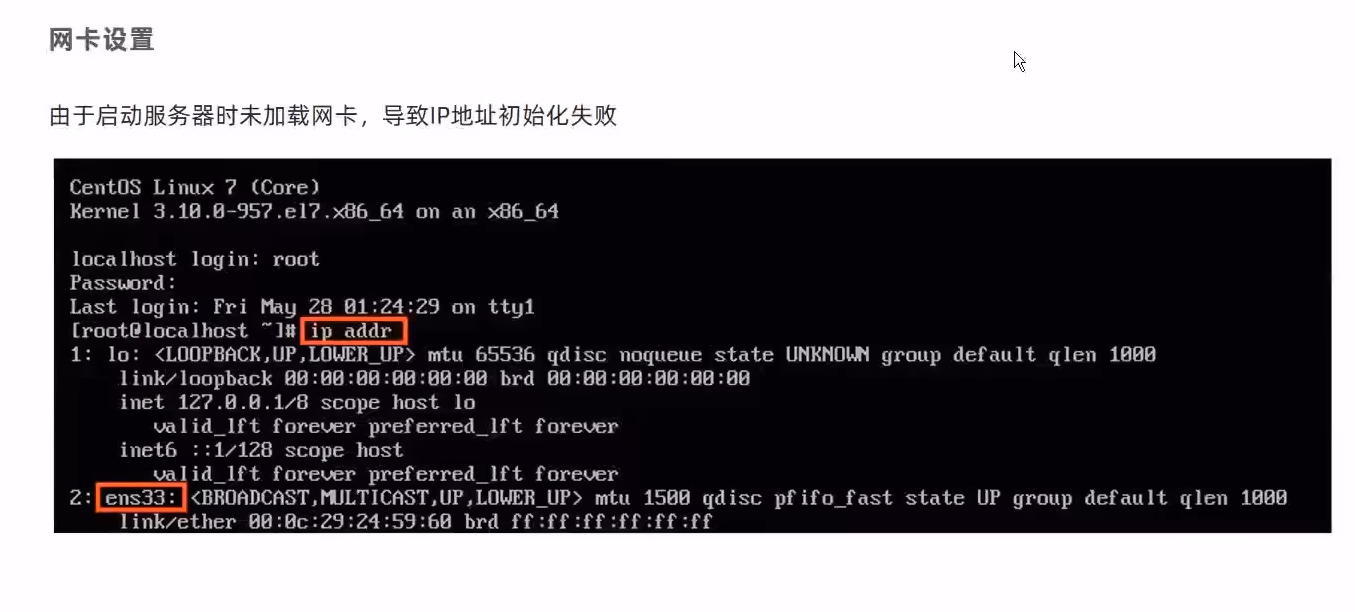 网卡设置
由于启动服务器时未加载网卡，导致IP地址初始化失败
CentOS Linux 7 (Core)
Kernel 3.10.0-957.el7.x86_64 on an x86_64
localhost login: root
Password:
Last login: Fri May 28 01:24:29 on tty1
[root@localhost ~]# ip addr
1: lo: <LOOPBACK,UP,LOWER_UP> mtu 65536 qdisc noqueue state UNKNOWN group default qlen 1000
link/loopback 00:00:00:00:00:00 brd 00:00:00:00:00:00
inet 127.0.0.1/8 scope host lo
valid_lft forever preferred_lft forever
inet6 ::1/128 scope host
valid_lft forever preferred_lft forever
2: ens33: <BROADCAST,MULTICAST,UP,LOWER_UP> mtu 1500 qdisc pfifo_fast state UP group default qlen 1000
link/ether 00:0c:29:24:59:60 brd ff:ff:ff:ff:ff:ff